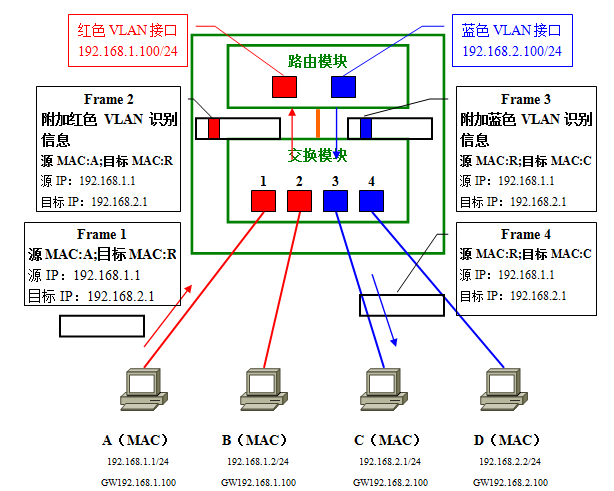 红色 VLAN 接口
192.168.1.100/24
蓝色 VLAN 接口
192.168.2.100/24
路由模块
Frame 2
附加红色 VLAN 识别
信息
源 MAC:A;目标 MAC:R
源 IP：192.168.1.1
目标 IP：192.168.2.1
Frame 3
附加蓝色 VLAN 识别
信息
源 MAC:R;目标 MAC:C
源 IP：192.168.1.1
目标 IP：192.168.2.1
交换模块
1 2 3 4
Frame 1
源 MAC:A;目标 MAC:R
源 IP：192.168.1.1
目标 IP：192.168.2.1
Frame 4
源 MAC:R;目标 MAC:C
源 IP：192.168.1.1
目标 IP：192.168.2.1
A（MAC）
192.168.1.1/24
GW192.168.1.100
B（MAC）
192.168.1.2/24
GW192.168.1.100
C（MAC）
192.168.2.1/24
GW192.168.2.100
D（MAC）
192.168.2.2/24
GW192.168.2.100